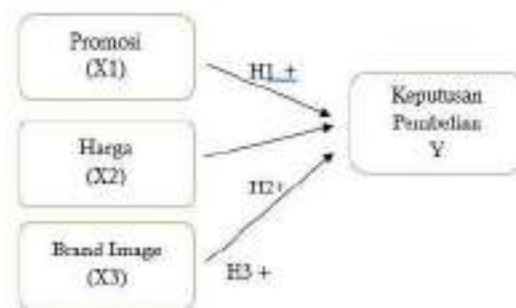 Promosi
(X1)
H1 +
Keputusan
Pembelian
Y
Harga
(X2)
H2+
Brand Image
(X3)
H3 +